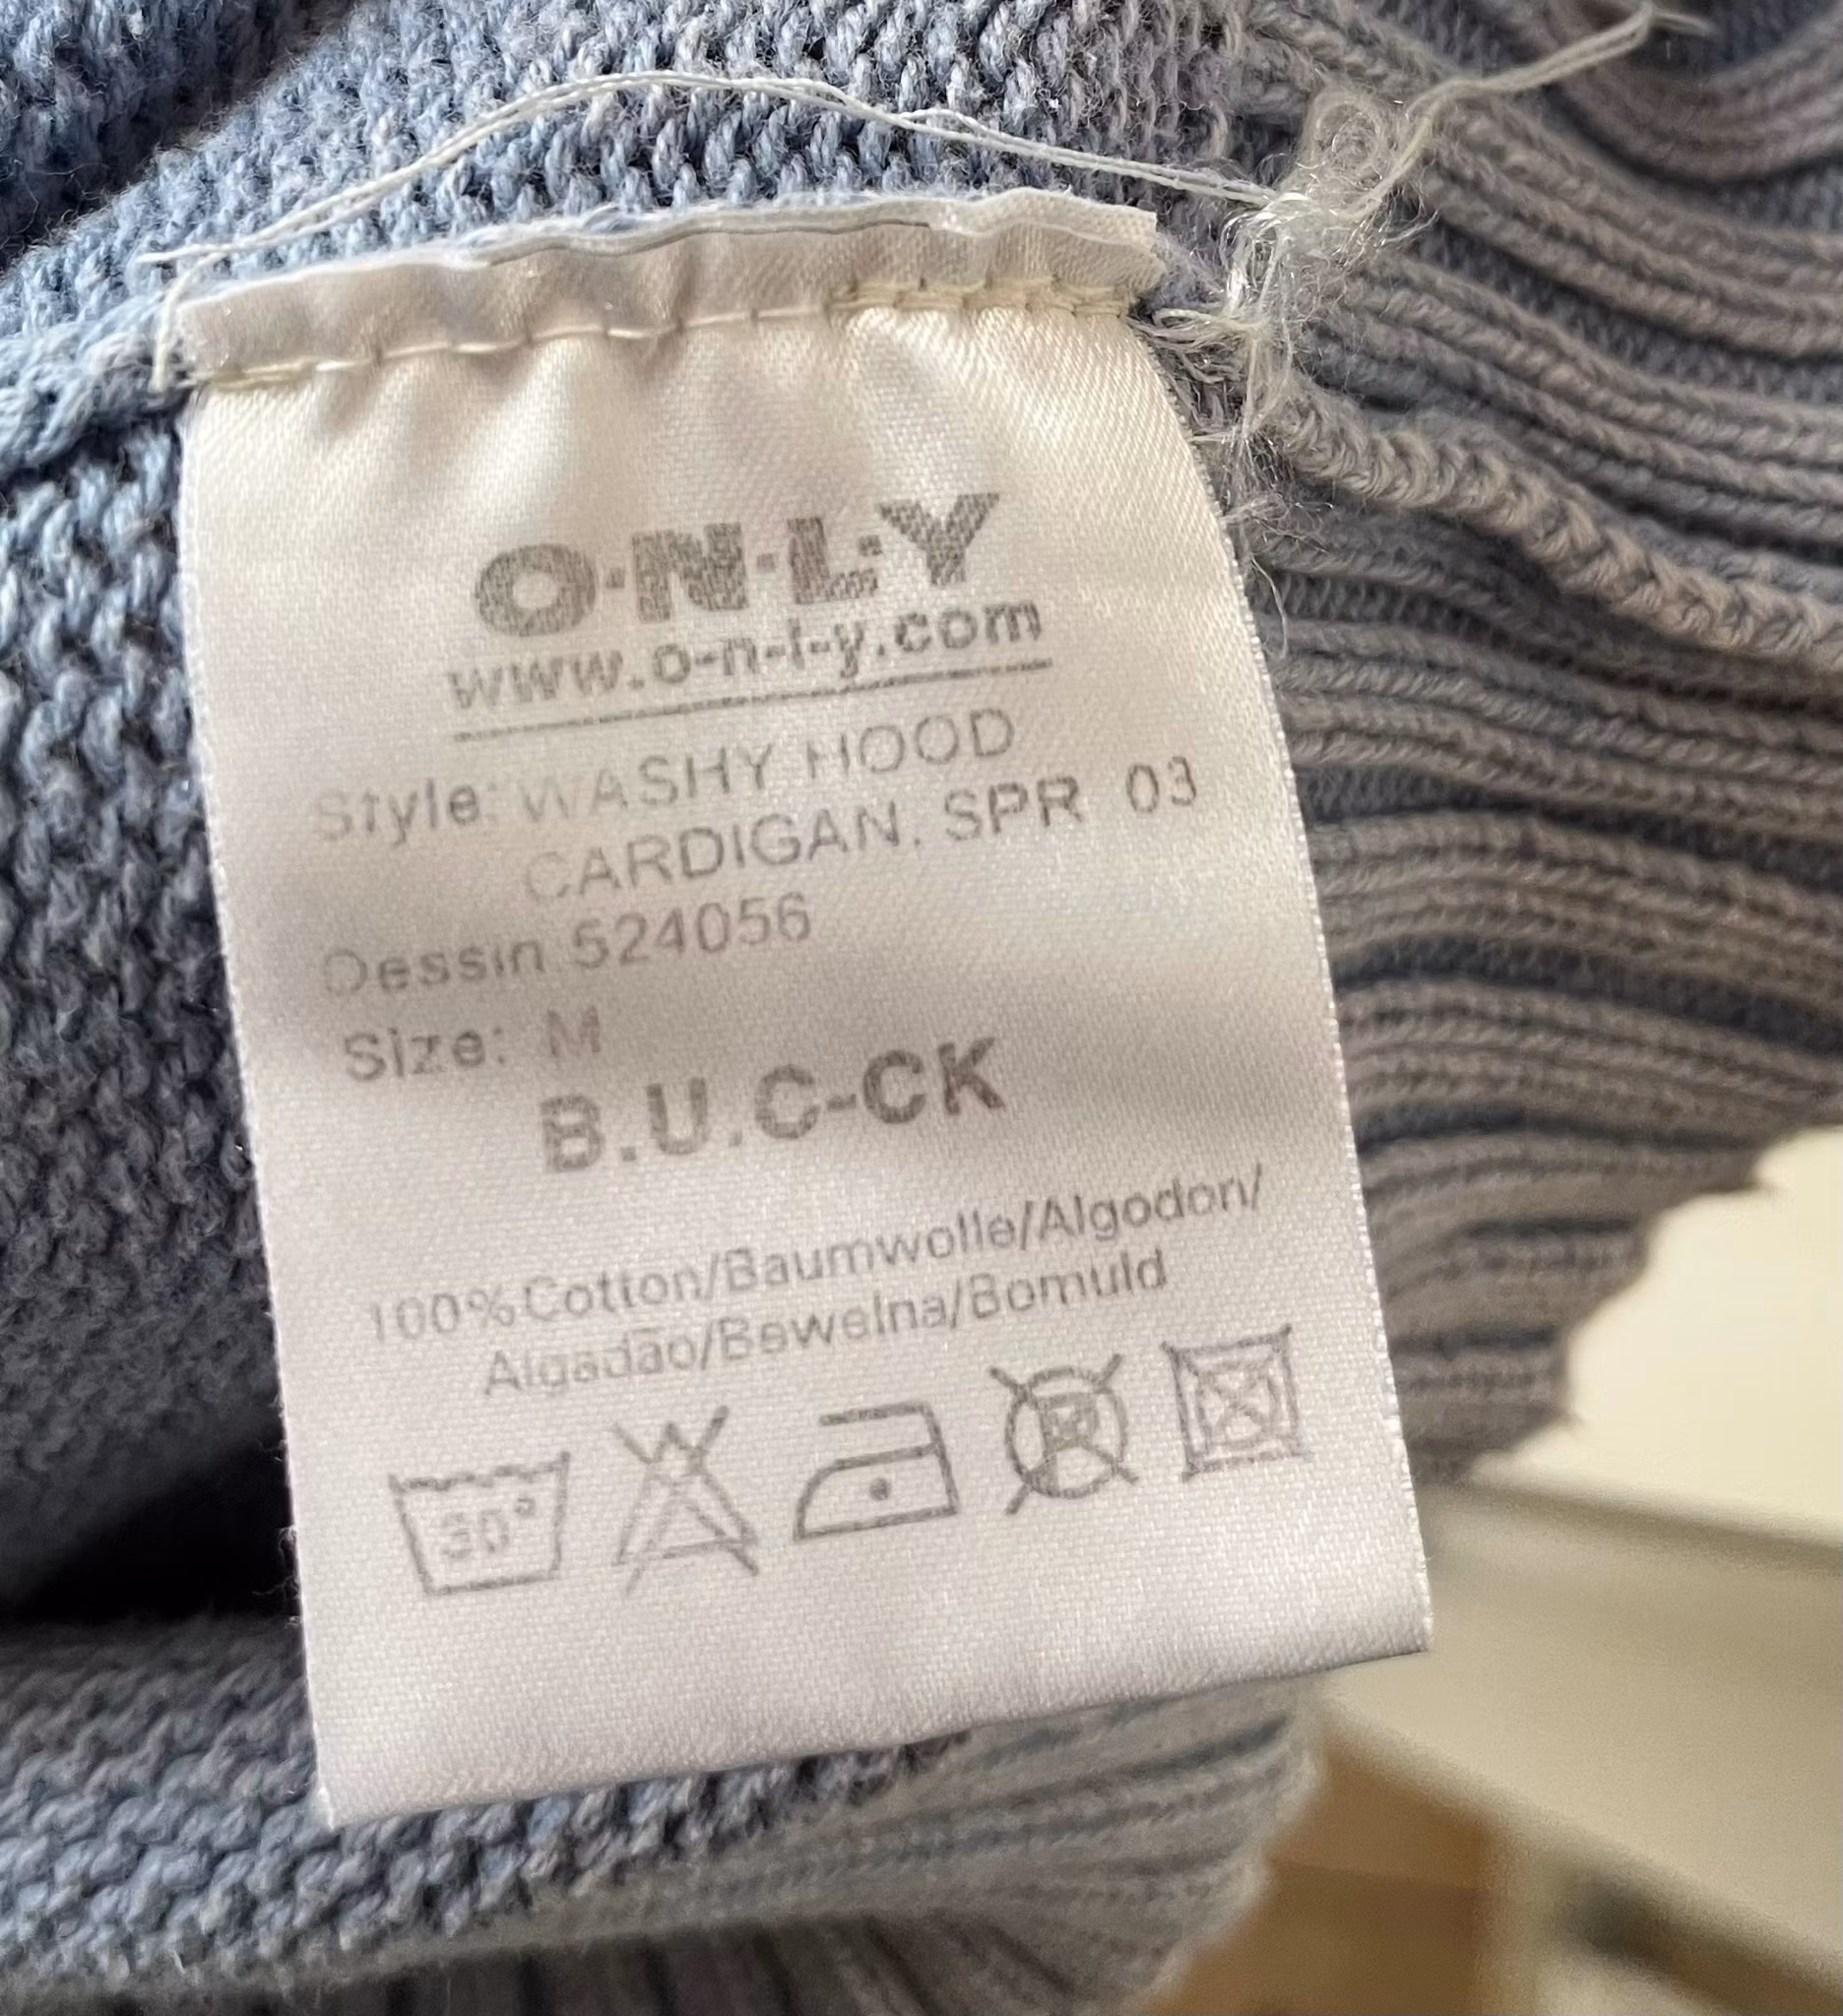 O·N·L·Y
www.o-n-l-y.com
Style: WASHY HOOD
CARDIGAN. SPR 03
Dessin 524056
Size: M
B.U.C-CK
100%Cotton/Baumwolle/Algodon/
Algadão/Bewelna/Bomuld
30°